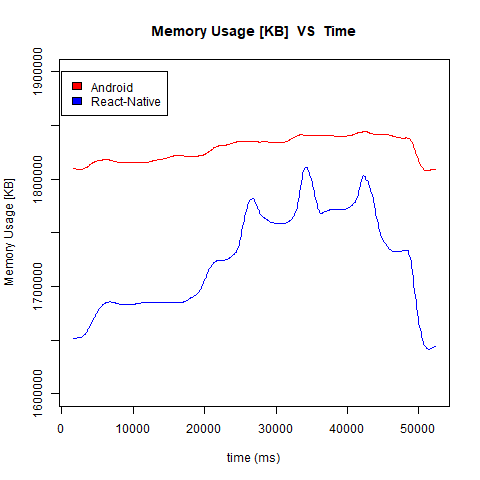 Memory Usage [KB]  VS  Time
Memory Usage [KB]
1900000
1800000
1700000
1600000
Android
React-Native
0 10000 20000 30000 40000 50000
time (ms)